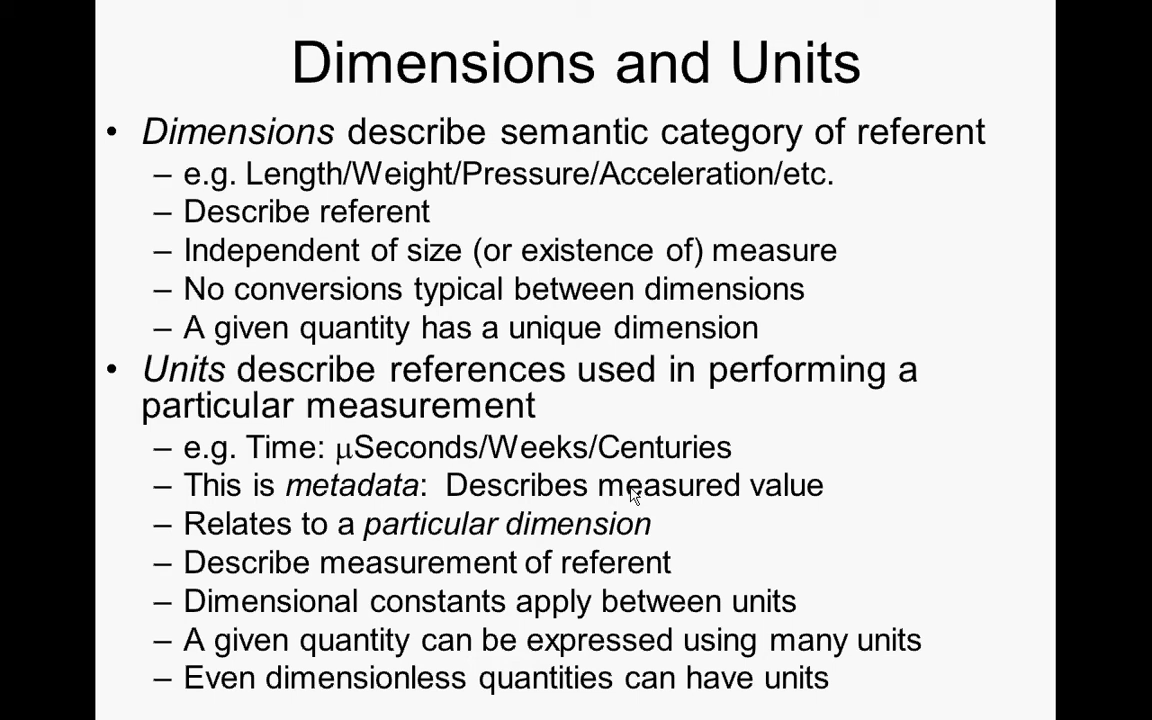 Dimensions and Units
• Dimensions describe semantic category of referent
– e.g. Length/Weight/Pressure/Acceleration/etc.
– Describe referent
– Independent of size (or existence of) measure
– No conversions typical between dimensions
– A given quantity has a unique dimension
• Units describe references used in performing a
particular measurement
– e.g. Time: μSeconds/Weeks/Centuries
– This is metadata: Describes measured value
– Relates to a particular dimension
– Describe measurement of referent
– Dimensional constants apply between units
– A given quantity can be expressed using many units
– Even dimensionless quantities can have units